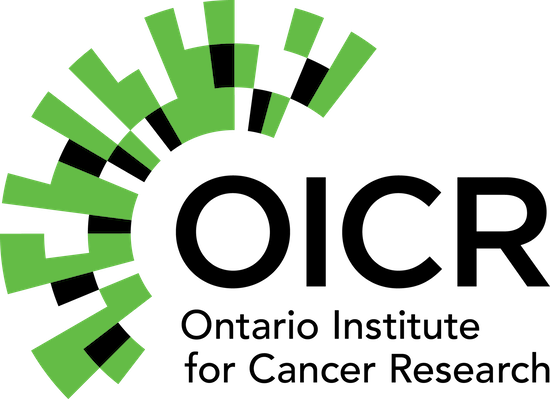 OICR
Ontario Institute
for Cancer Research